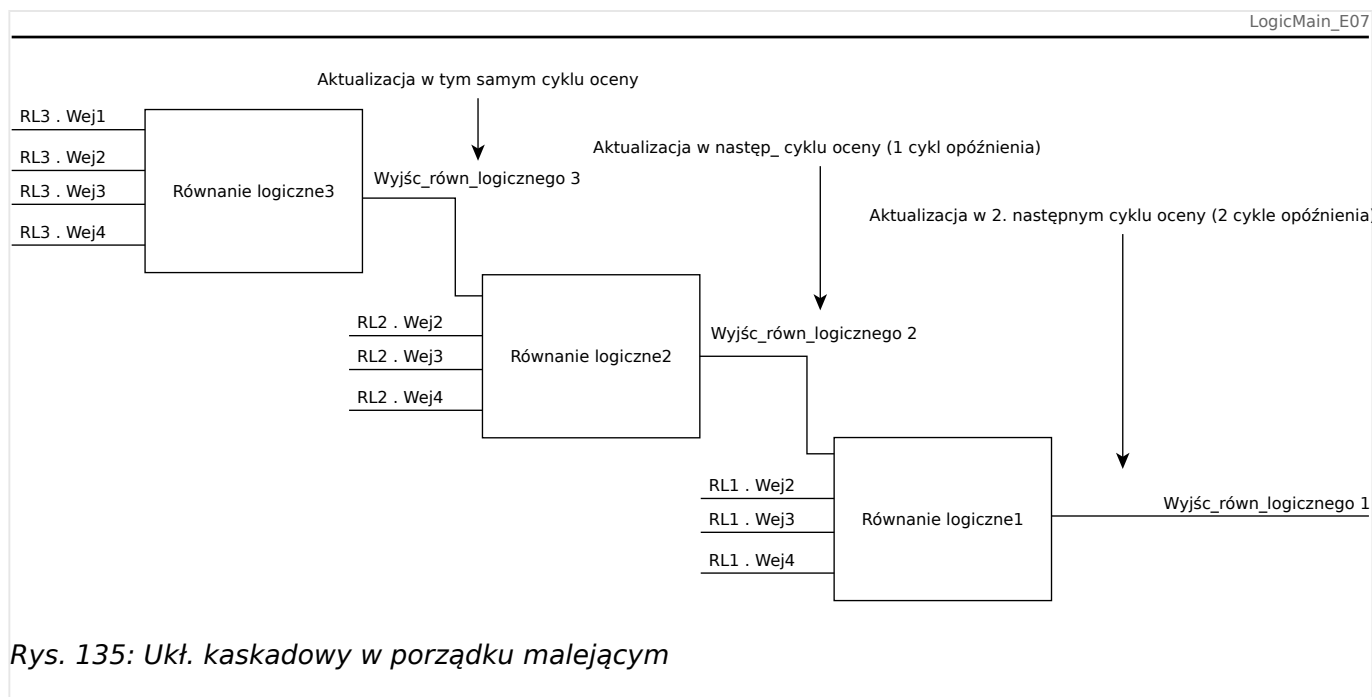 LogicMain_E07
Aktualizacja w tym samym cyklu oceny
RL3 . Wej1
RL3 . Wej2
RL3 . Wej3
RL3 . Wej4
Równanie logiczne3
Wyjśc_równ_logicznego 3
Aktualizacja w następ_ cyklu oceny (1 cykl opóźnienia)
Aktualizacja w 2. następnym cyklu oceny (2 cykle opóźnienia)
RL2 . Wej2
RL2 . Wej3
RL2 . Wej4
Równanie logiczne2
Wyjśc_równ_logicznego 2
RL1 . Wej2
RL1 . Wej3
RL1 . Wej4
Równanie logiczne1
Wyjśc_równ_logicznego 1
Rys. 135: Ukł. kaskadowy w porządku malejącym